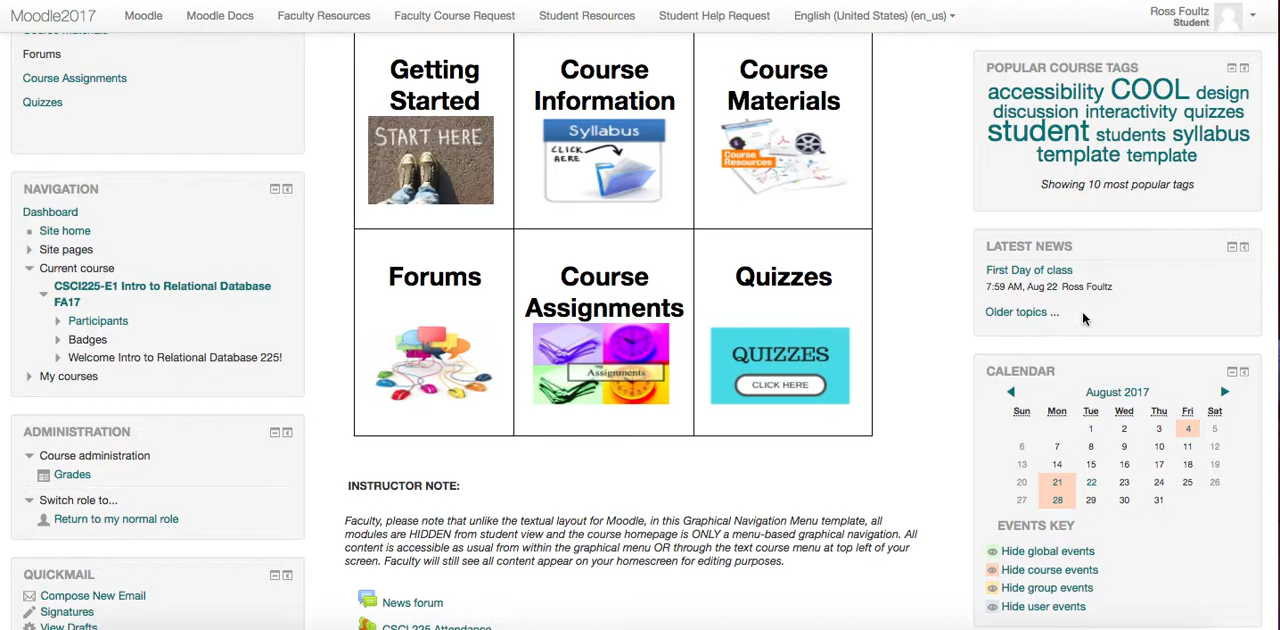 Moodle2017 Moodle Moodle Docs Faculty Resources Faculty Course Request Student Resources Student Help Request English (United States) (en_us) Ross Foultz
Student
Course Materials
Forums
Course Assignments
Quizzes
NAVIGATION
Dashboard
Site home
Site pages
Current course
CSCI225-E1 Intro to Relational Database
FA17
Participants
Badges
Welcome Intro to Relational Database 225!
My courses
ADMINISTRATION
Course administration
Grades
Switch role to...
Return to my normal role
QUICKMAIL
Compose New Email
Signatures
View Drafts
Getting
Started
START HERE
Course
Information
Syllabus
CLICK
HERE
Course
Materials
Course
Resources
Forums
Course
Assignments
Assignments
Quizzes
QUIZZES
CLICK HERE
INSTRUCTOR NOTE:
Faculty, please note that unlike the textual layout for Moodle, in this Graphical Navigation Menu template, all
modules are HIDDEN from student view and the course homepage is ONLY a menu-based graphical navigation. All
content is accessible as usual from within the graphical menu OR through the text course menu at top left of your
screen. Faculty will still see all content appear on your homescreen for editing purposes.
News forum
CSCI 225 Attendance
POPULAR COURSE TAGS
accessibility COOL design
discussion interactivity quizzes
student students syllabus
template template
Showing 10 most popular tags
LATEST NEWS
First Day of class
7:59 AM, Aug 22 Ross Foultz
Older topics ...
CALENDAR
August 2017
Sun Mon Tue Wed Thu Fri Sat
1 2 3 4 5
6 7 8 9 10 11 12
13 14 15 16 17 18 19
20 21 22 23 24 25 26
27 28 29 30 31
EVENTS KEY
Hide global events
Hide course events
Hide group events
Hide user events